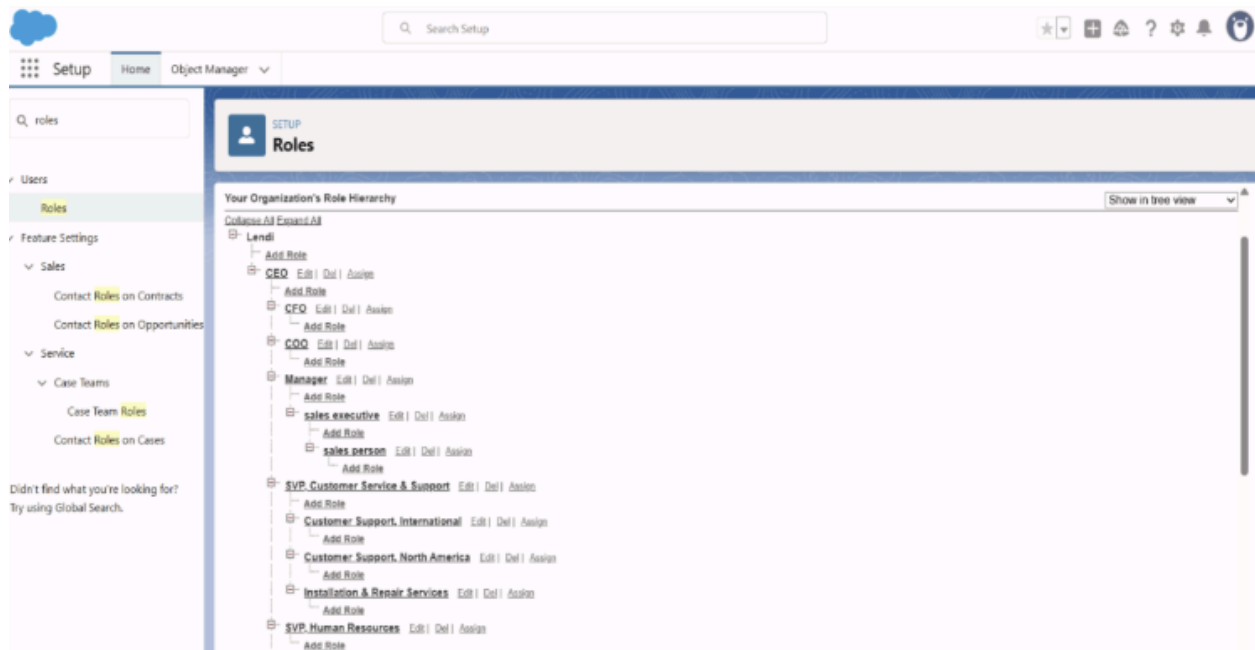 Search Setup
Setup Home Object Manager
roles
Users
Roles
Feature Settings
Sales
Contact Roles on Contracts
Contact Roles on Opportunities
Service
Case Teams
Case Team Roles
Contact Roles on Cases
Didn't find what you're looking for?
Try using Global Search.
SETUP
Roles
Your Organization's Role Hierarchy
Show in tree view
Collapse All Expand All
Lendi
Add Role
CEO Edit | Del | Assign
Add Role
CFO Edit | Del | Assign
Add Role
COO Edit | Del | Assign
Add Role
Manager Edit | Del | Assign
Add Role
sales executive Edit | Del | Assign
Add Role
sales person Edit | Del | Assign
Add Role
SVP, Customer Service & Support Edit | Del | Assign
Add Role
Customer Support, International Edit | Del | Assign
Add Role
Customer Support, North America Edit | Del | Assign
Add Role
Installation & Repair Services Edit | Del | Assign
Add Role
SVP, Human Resources Edit | Del | Assign
Add Role